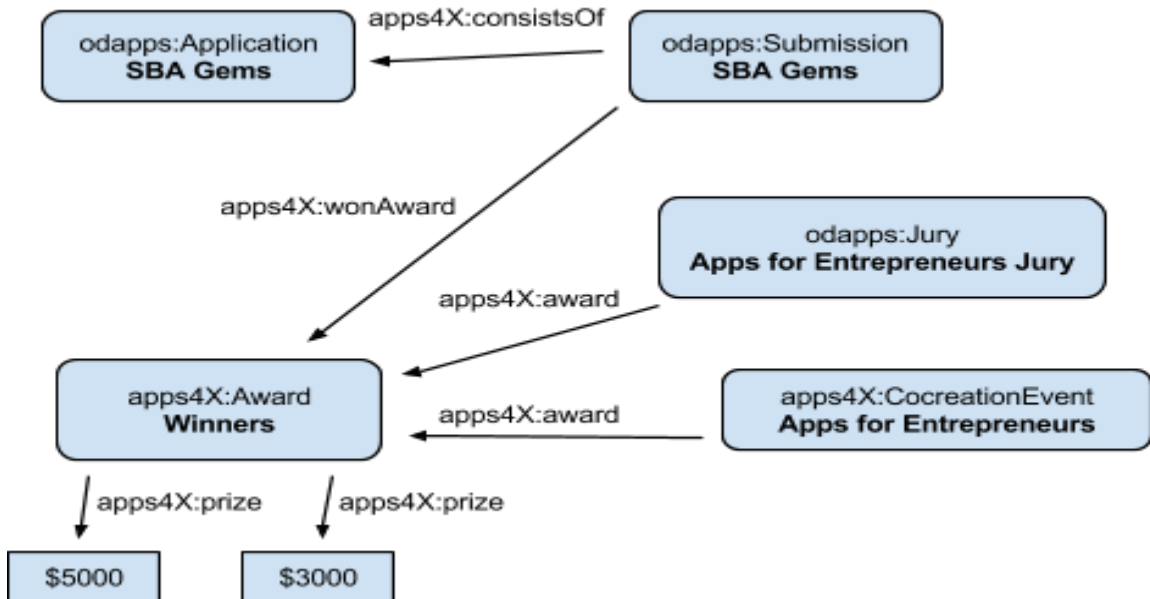 apps4X:consistsOf
odapps:Application
SBA Gems
odapps:Submission
SBA Gems
apps4X:wonAward
odapps:Jury
Apps for Entrepreneurs Jury
apps4X:award
apps4X:Award
Winners
apps4X:award
apps4X:CocreationEvent
Apps for Entrepreneurs
apps4X:prize
apps4X:prize
$5000
$3000